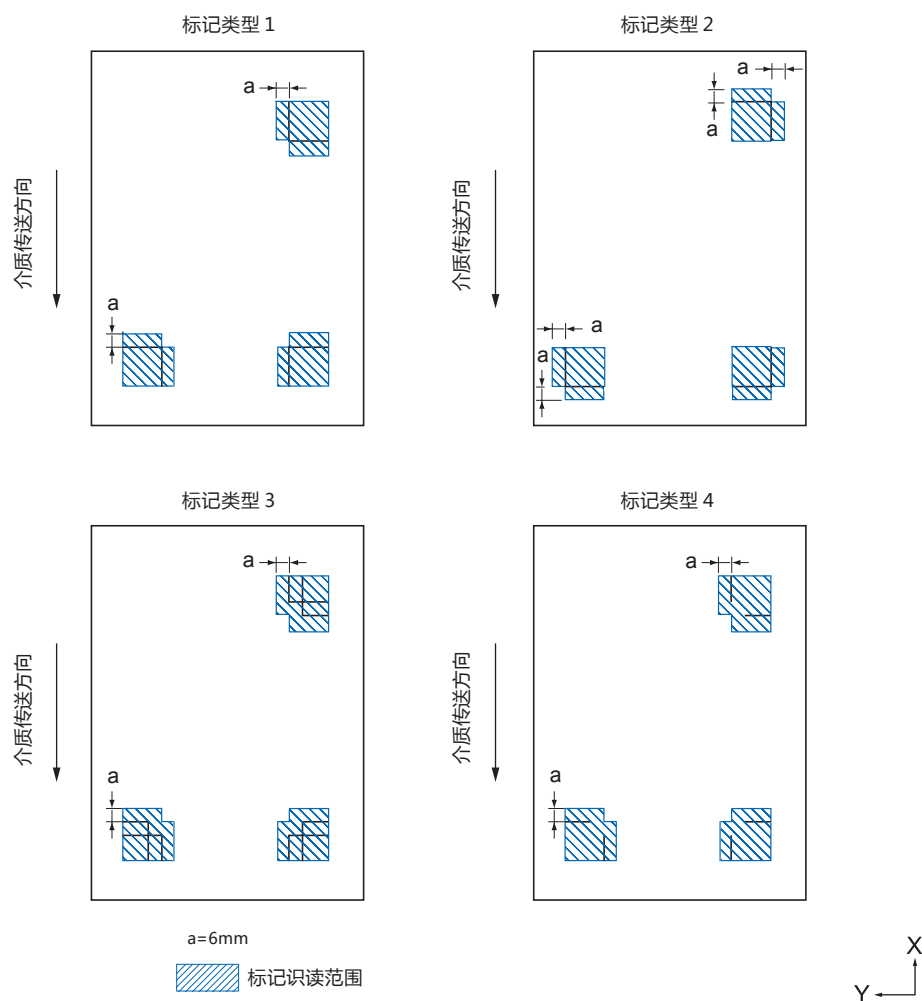 标记类型 1
a
介质传送方向
a
标记类型 2
a
a
介质传送方向
a
a
标记类型 3
a
介质传送方向
a
标记类型 4
a
介质传送方向
a
a=6mm
标记识读范围
X
Y